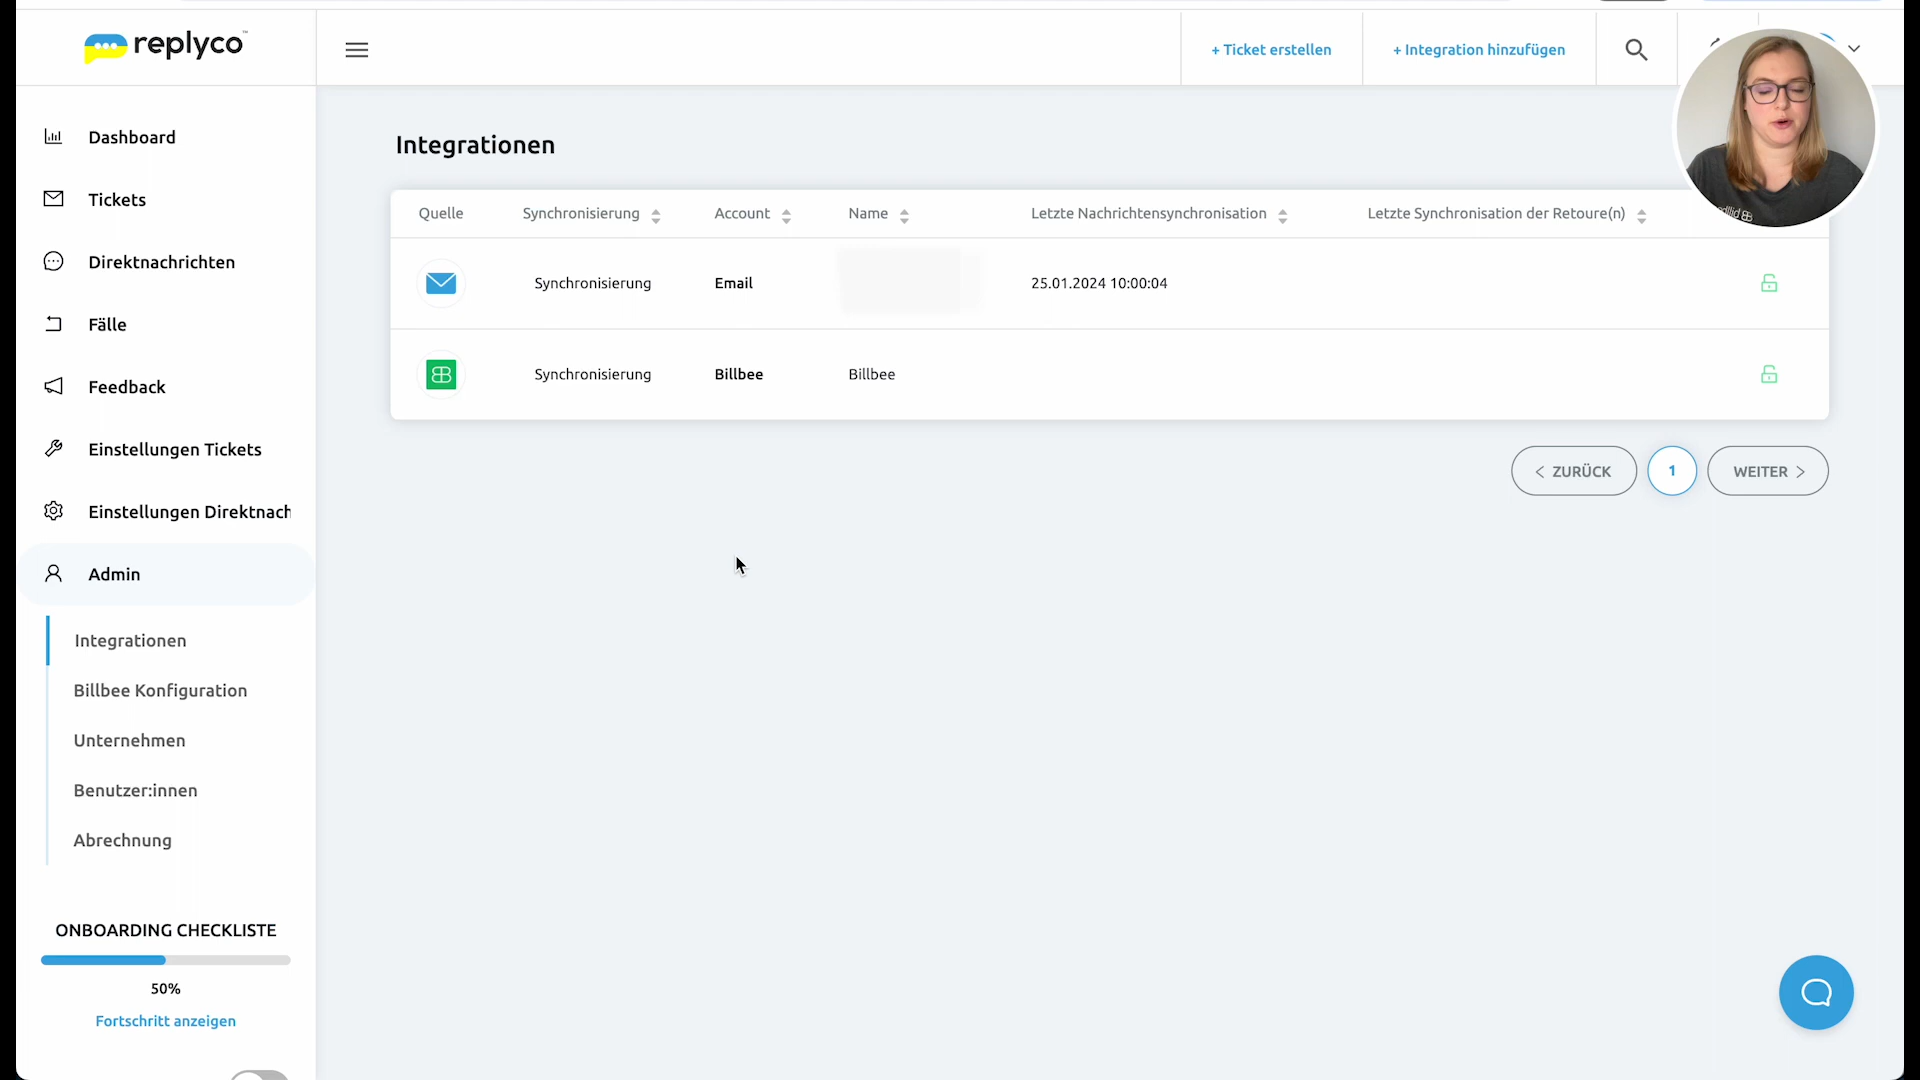 replyco
+ Ticket erstellen
+ Integration hinzufügen
Dashboard
Tickets
Direktnachrichten
Fälle
Feedback
Einstellungen Tickets
Einstellungen Direktnach
Admin
Integrationen
Billbee Konfiguration
Unternehmen
Benutzer:innen
Abrechnung
ONBOARDING CHECKLISTE
50%
Fortschritt anzeigen
Integrationen
Quelle Synchronisierung Account Name Letzte Nachrichtensynchronisation Letzte Synchronisation der Retoure(n)
Synchronisierung Email 25.01.2024 10:00:04
Synchronisierung Billbee Billbee
< ZURÜCK 1 WEITER >